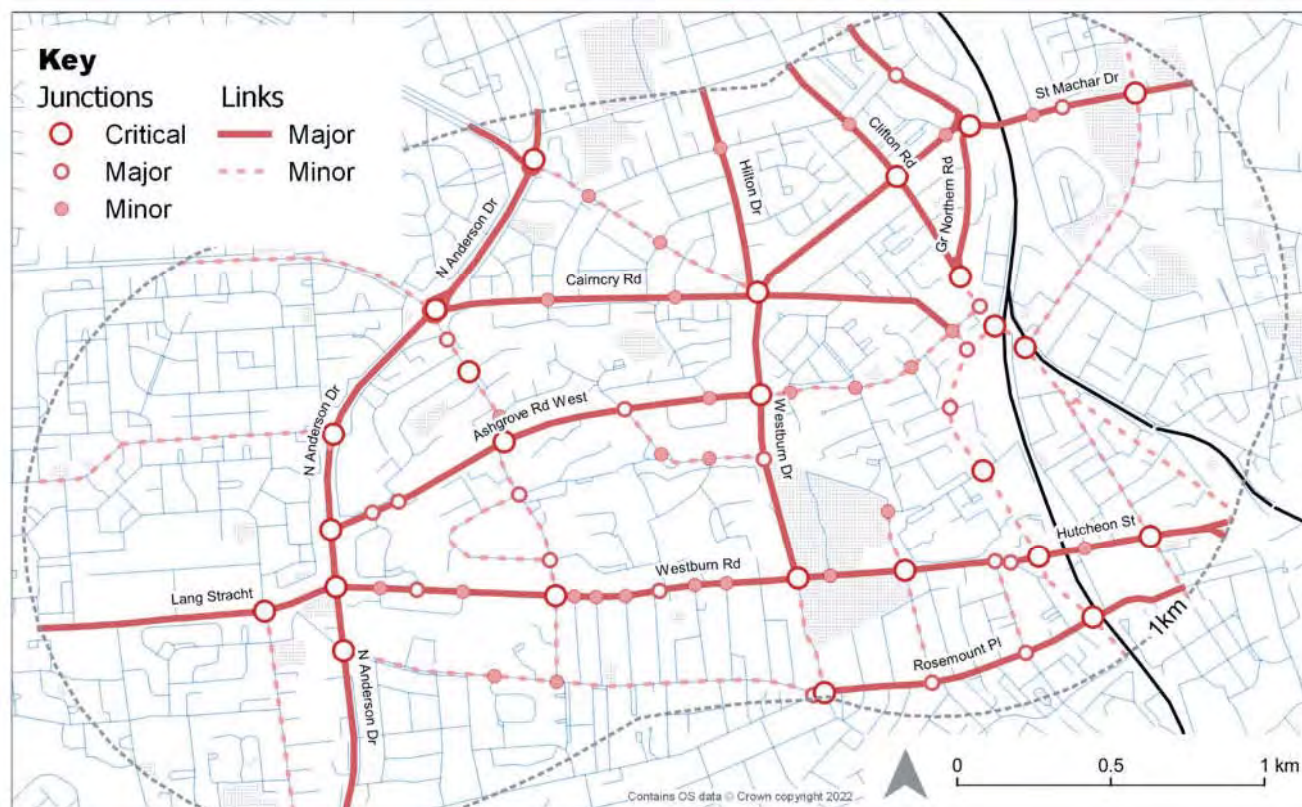 Key
Junctions
Links
Critical
Major
Major
Minor
Minor
St Machar Dr
Clifton Rd
Hilton Dr
Gr Northern Rd
N Anderson Dr
Cairncry Rd
N Anderson Dr
Ashgrove Rd West
Westburn Dr
Hutcheon St
Westburn Rd
Lang Stracht
1km
Rosemount Pl
N Anderson Dr
0
0.5
1 km
Contains OS data © Crown copyright 2022